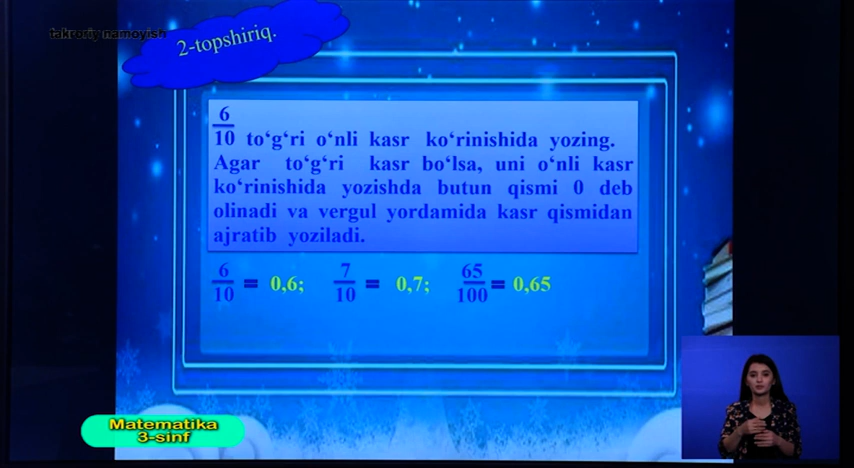 takroriy namoyish
2-topshiriq.
6
10 to‘g‘ri o‘nli kasr ko‘rinishida yozing.
Agar to‘g‘ri kasr bo‘lsa, uni o‘nli kasr
ko‘rinishida yozishda butun qismi 0 deb
olinadi va vergul yordamida kasr qismidan
ajratib yoziladi.
6/10 = 0,6; 7/10 = 0,7; 65/100 = 0,65
Matematika
3-sinf